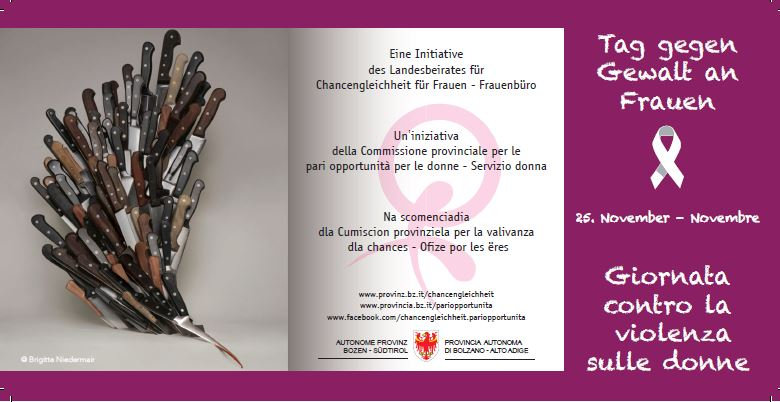 Eine Initiative
des Landesbeirates für
Chancengleichheit für Frauen - Frauenbüro
Un'iniziativa
della Commissione provinciale per le
pari opportunità per le donne - Servizio donna
Na scomenciadia
dla Cumiscion provinziela per la valivanza
dla chances - Ofize por les ëres
www.provinz.bz.it/chancengleichheit
www.provincia.bz.it/pariopportunita
www.facebook.com/chancengleichheit.pariopportunita
AUTONOME PROVINZ
BOZEN - SÜDTIROL
PROVINCIA AUTONOMA
DI BOLZANO - ALTO ADIGE
© Brigitte Niedermair
Tag gegen
Gewalt an
Frauen
25. November - Novembre
Giornata
contro la
violenza
sulle donne